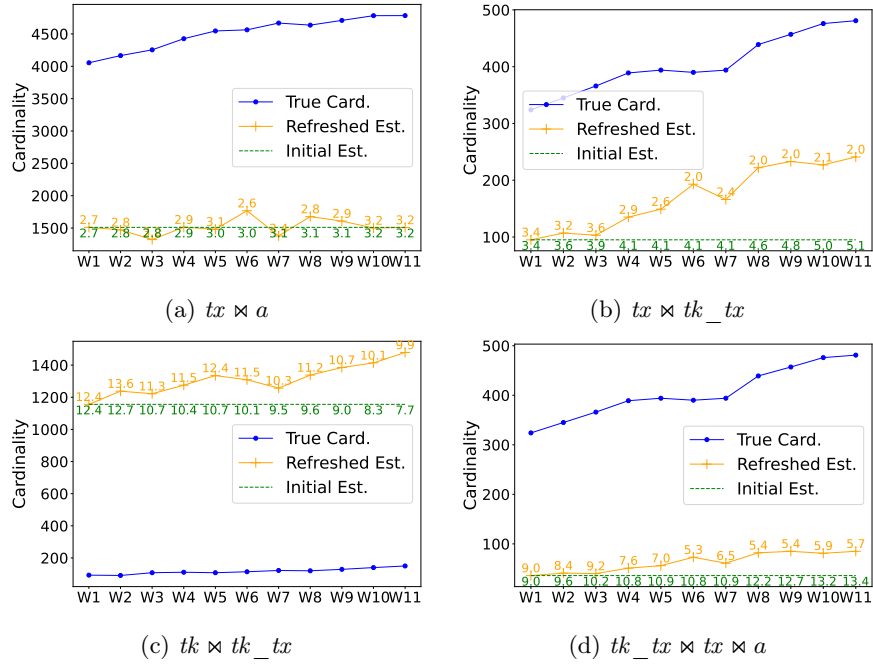 4500
4000
3500
3000
2500
2000
1500
Cardinality
True Card.
Refreshed Est.
Initial Est.
2.7 2.8 2.8 2.9 3.1 2.6 3.1 2.8 2.9 3.2 3.2
2.7 2.8 2.8 2.9 3.0 3.0 3.1 3.1 3.1 3.2 3.2
W1 W2 W3 W4 W5 W6 W7 W8 W9 W10 W11
(a) tx ⋈ a
500
400
300
200
100
Cardinality
True Card.
Refreshed Est.
Initial Est.
3.4 3.2 3.6 2.9 2.6 2.0 2.4 2.0 2.0 2.1 2.0
3.4 3.6 3.9 4.1 4.1 4.1 4.1 4.6 4.8 5.0 5.1
W1 W2 W3 W4 W5 W6 W7 W8 W9 W10 W11
(b) tx ⋈ tk_tx
1400
1200
1000
800
600
400
200
Cardinality
12.4 13.6 11.3 11.5 12.4 11.5 10.3 11.2 10.7 10.1 9.9
12.4 12.7 10.7 10.4 10.7 10.1 9.5 9.6 9.0 8.3 7.7
True Card.
Refreshed Est.
Initial Est.
W1 W2 W3 W4 W5 W6 W7 W8 W9 W10 W11
(c) tk ⋈ tk_tx
500
400
300
200
100
Cardinality
True Card.
Refreshed Est.
Initial Est.
9.0 8.4 9.2 7.6 7.0 5.3 6.5 5.4 5.4 5.9 5.7
9.0 9.6 10.2 10.8 10.9 10.8 10.9 12.2 12.7 13.2 13.4
W1 W2 W3 W4 W5 W6 W7 W8 W9 W10 W11
(d) tk_tx ⋈ tx ⋈ a